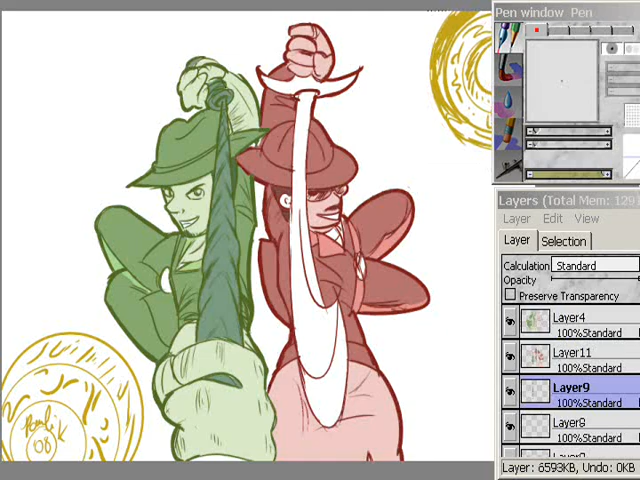 Pen window Pen
Layers (Total Mem: 129
Layer Edit View
Layer Selection
Calculation Standard
Opacity
Preserve Transparency
Layer4
100%Standard
Layer11
100%Standard
Layer9
100%Standard
Layer8
100%Standard
Layer: 6593KB, Undo: 0KB
'08